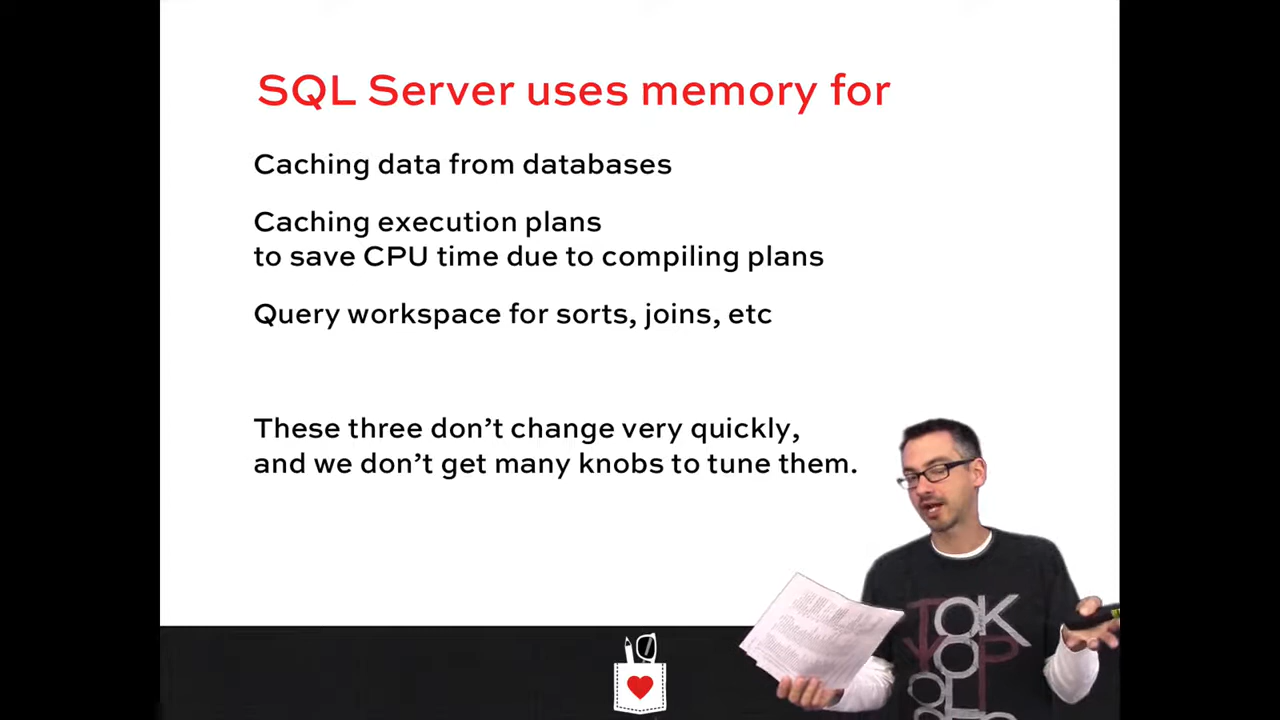 SQL Server uses memory for
Caching data from databases
Caching execution plans
to save CPU time due to compiling plans
Query workspace for sorts, joins, etc
These three don't change very quickly,
and we don't get many knobs to tune them.